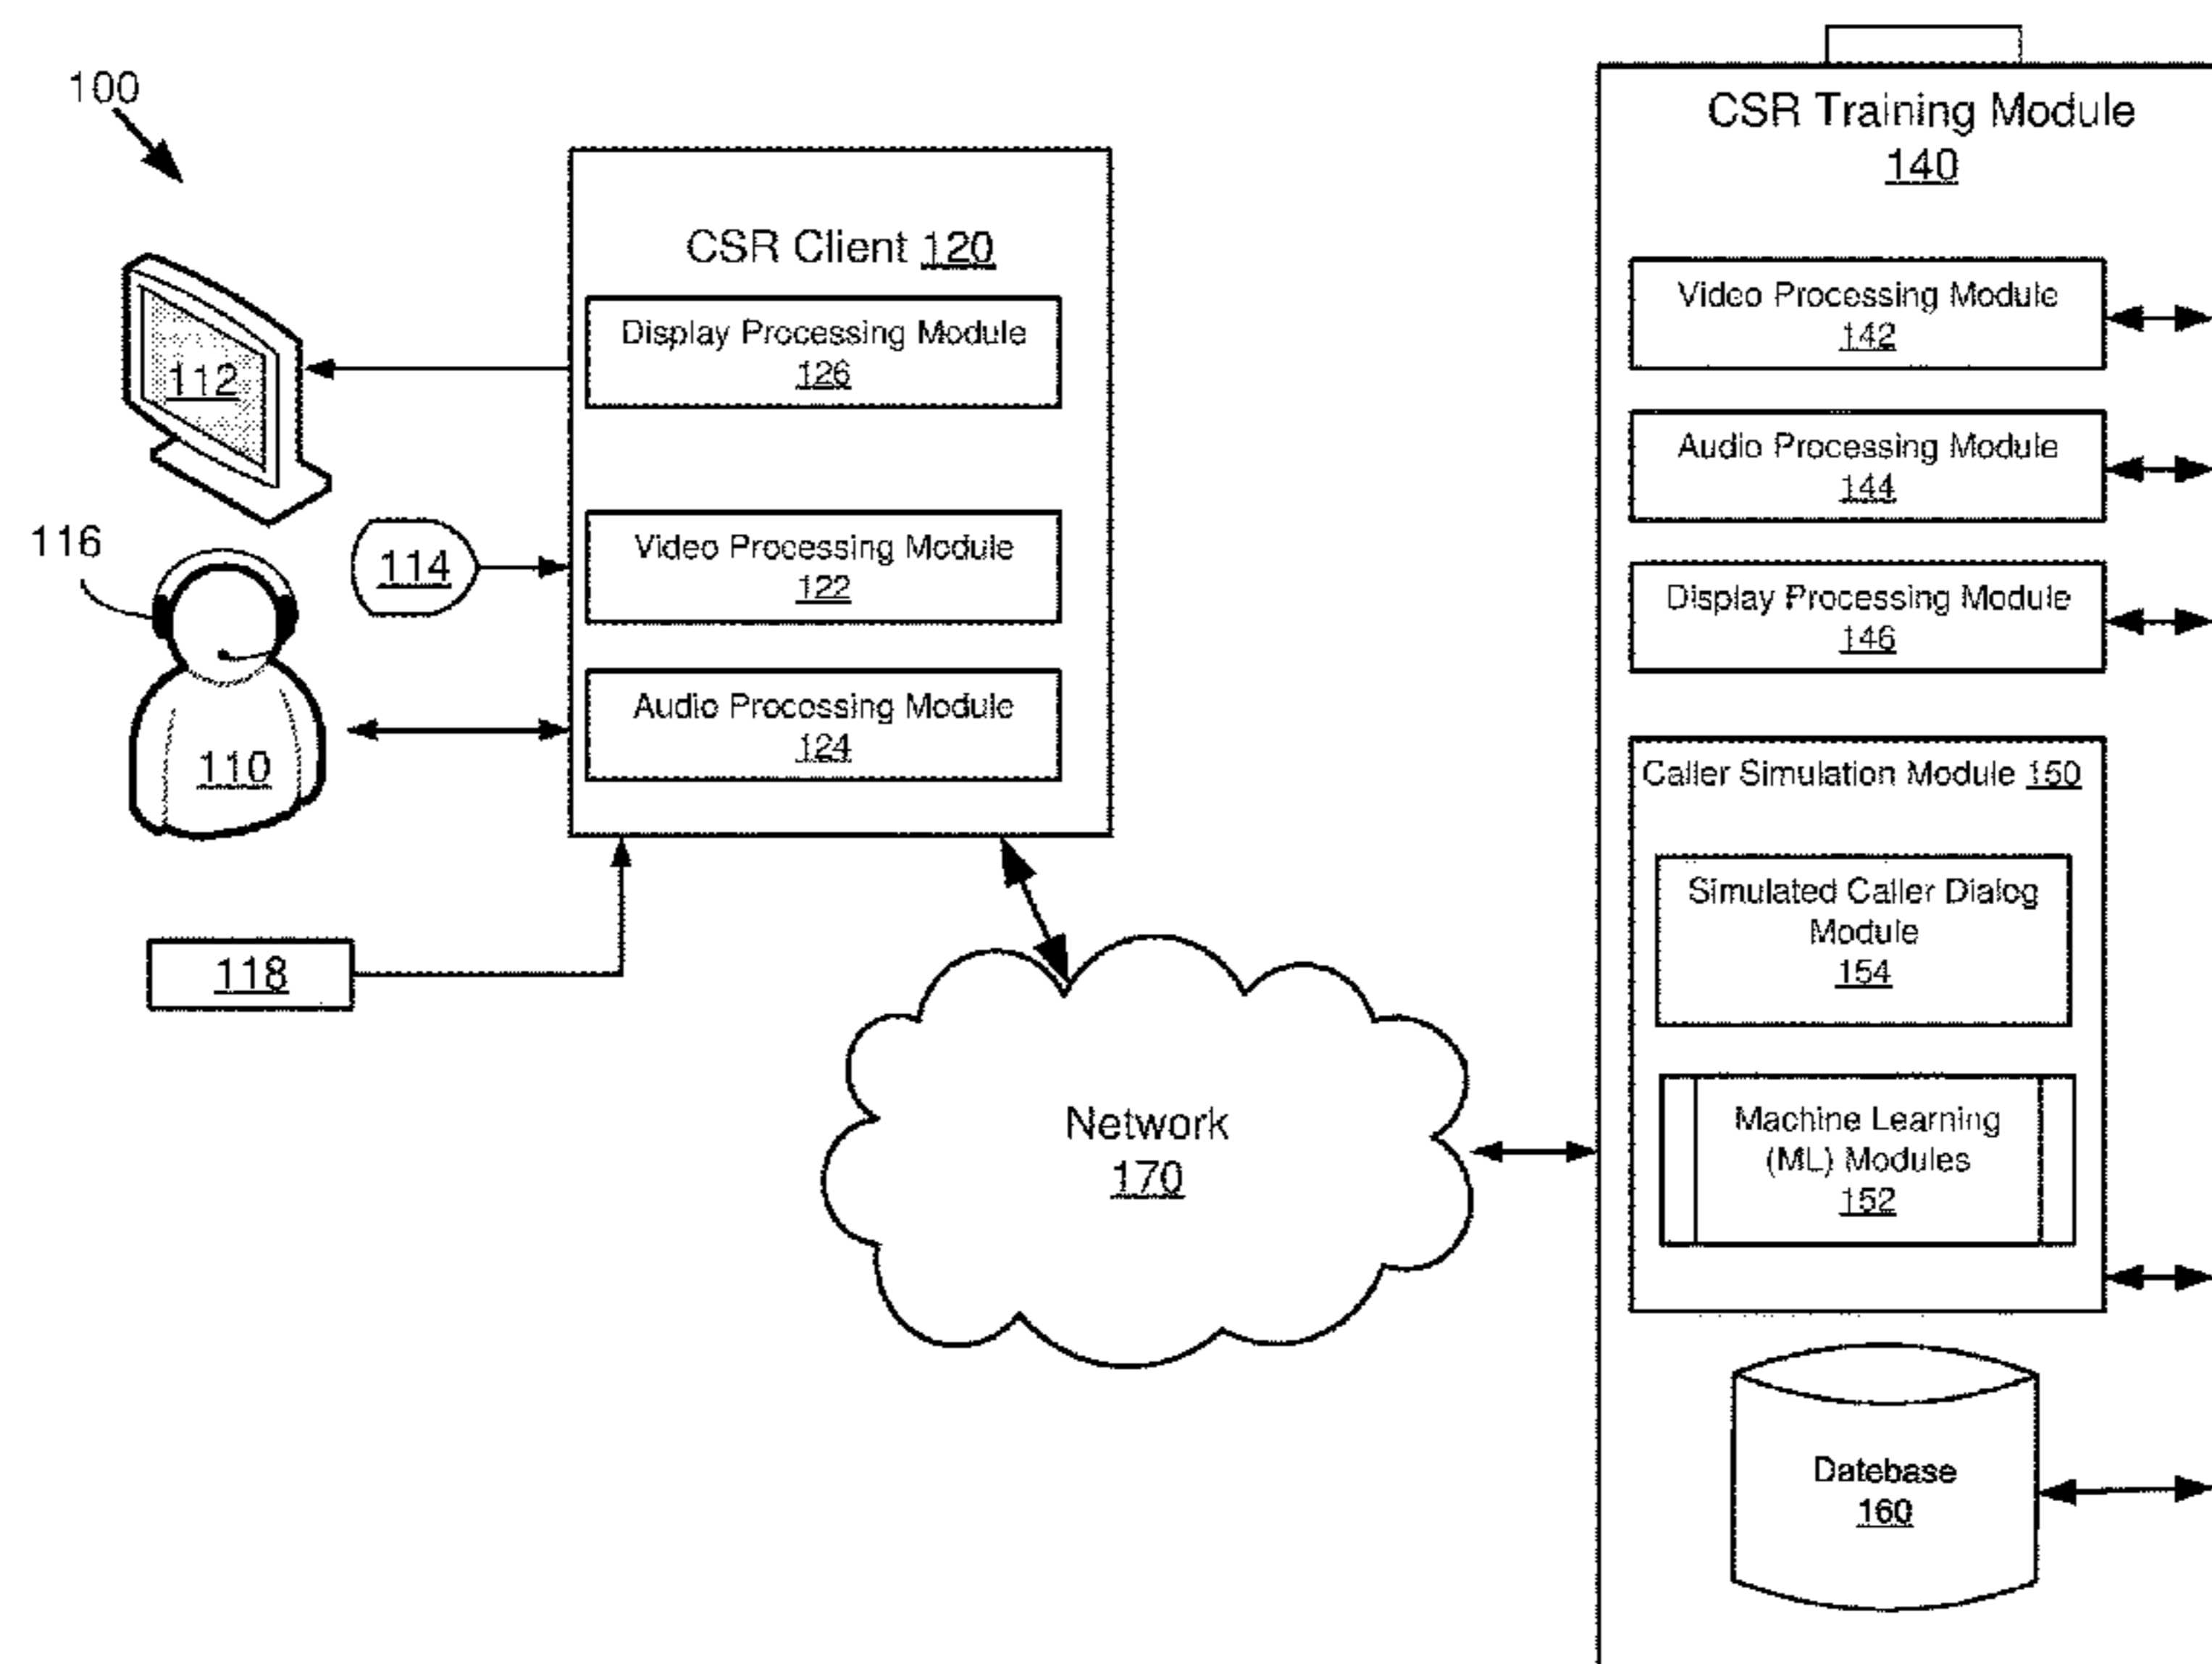 100
CSR Client 120
Display Processing Module
126
112
Video Processing Module
122
114
116
Audio Processing Module
124
110
118
Network
170
CSR Training Module
140
Video Processing Module
142
Audio Processing Module
144
Display Processing Module
146
Caller Simulation Module 150
Simulated Caller Dialog
Module
154
Machine Learning
(ML) Modules
152
Datebase
160